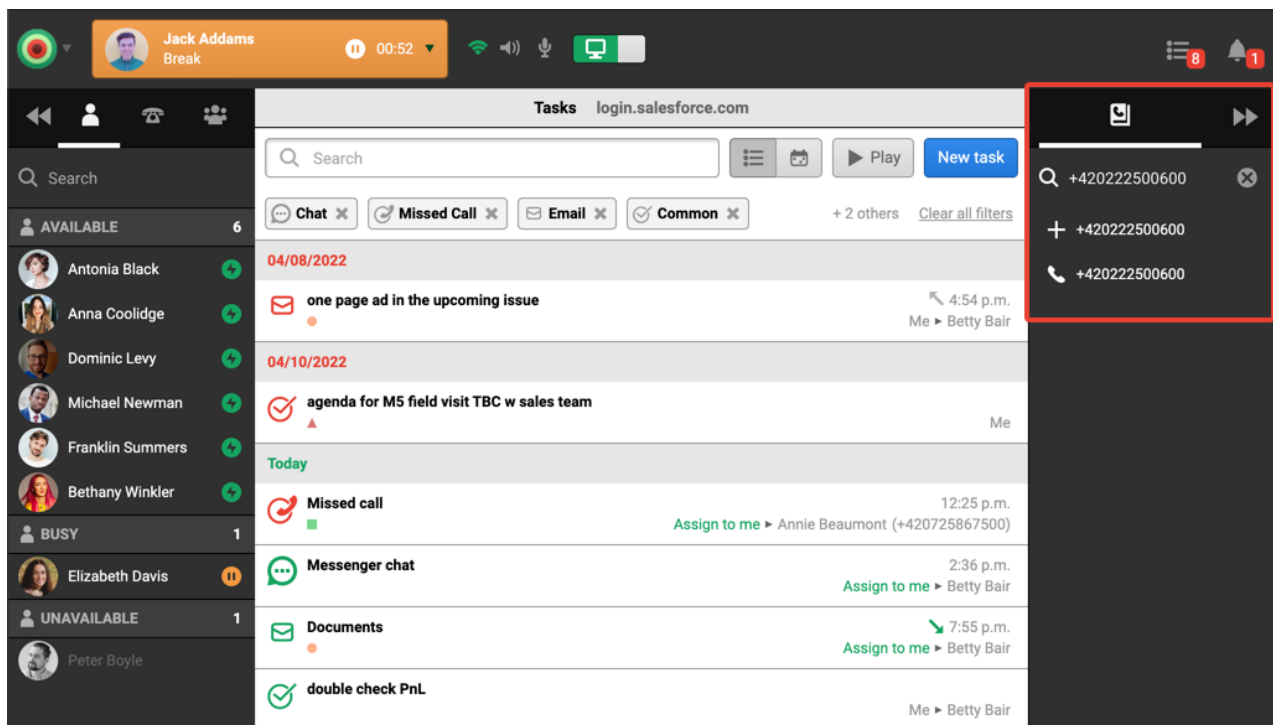 Jack Addams
Break
00:52
8
1
Tasks login.salesforce.com
Search
Search
Play
New task
+420222500600
Chat
Missed Call
Email
Common
+ 2 others
Clear all filters
+420222500600
+420222500600
AVAILABLE 6
Antonia Black
Anna Coolidge
Dominic Levy
Michael Newman
Franklin Summers
Bethany Winkler
BUSY 1
Elizabeth Davis
UNAVAILABLE 1
Peter Boyle
04/08/2022
one page ad in the upcoming issue
4:54 p.m.
Me ▸ Betty Bair
04/10/2022
agenda for M5 field visit TBC w sales team
Me
Today
Missed call
12:25 p.m.
Assign to me ▸ Annie Beaumont (+420725867500)
Messenger chat
2:36 p.m.
Assign to me ▸ Betty Bair
Documents
7:55 p.m.
Assign to me ▸ Betty Bair
double check PnL
Me ▸ Betty Bair